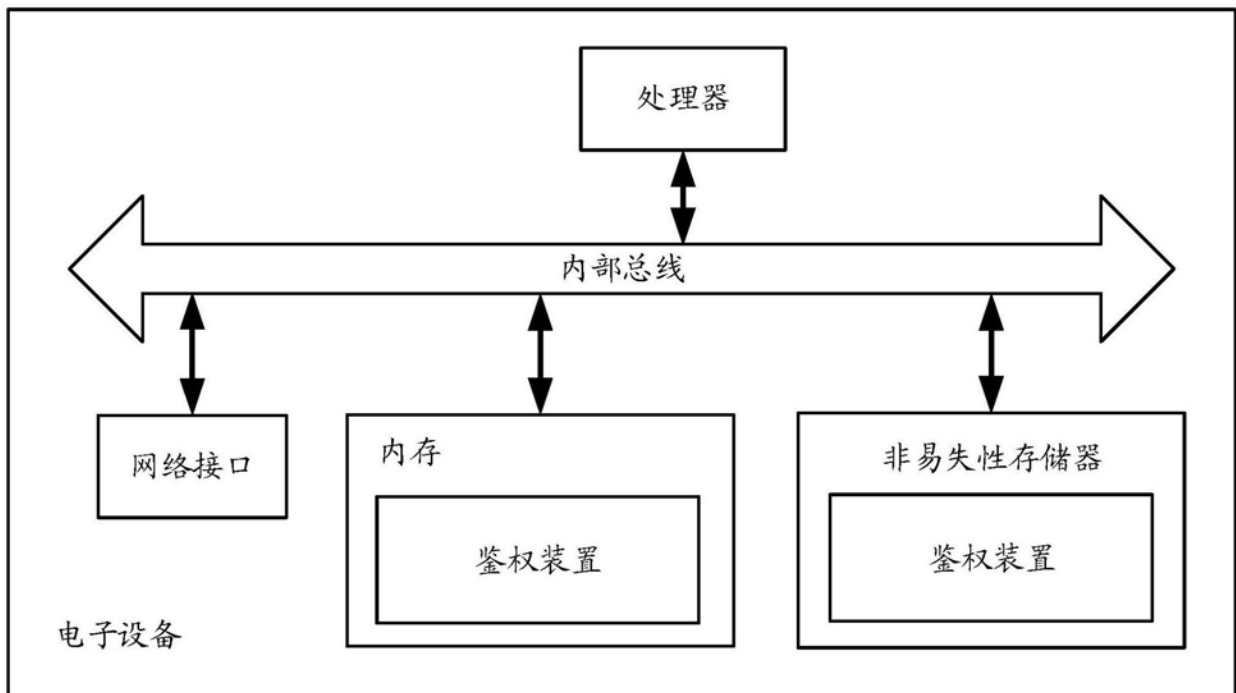 处理器
内部总线
网络接口
内存
鉴权装置
非易失性存储器
鉴权装置
电子设备